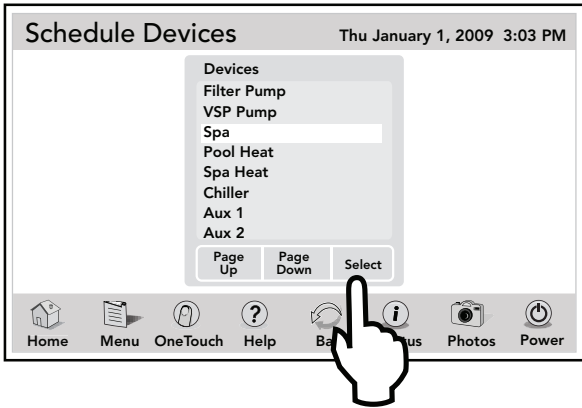 Schedule Devices Thu January 1, 2009 3:03 PM
Devices
Filter Pump
VSP Pump
Spa
Pool Heat
Spa Heat
Chiller
Aux 1
Aux 2
Page Up Page Down Select
Home Menu OneTouch Help Photos Power